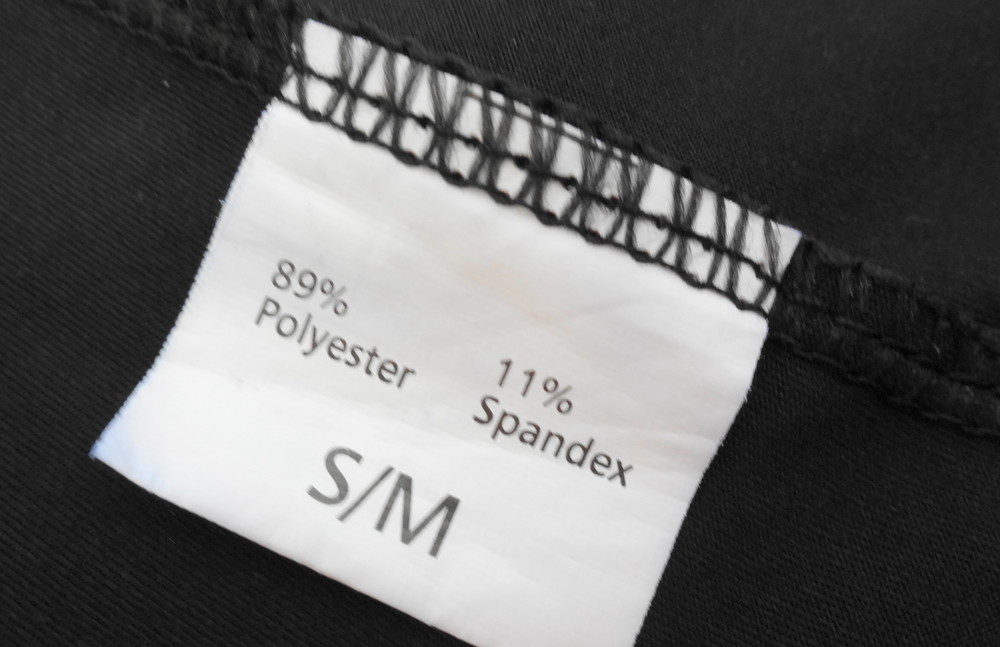 89%
Polyester
11%
Spandex
S/M